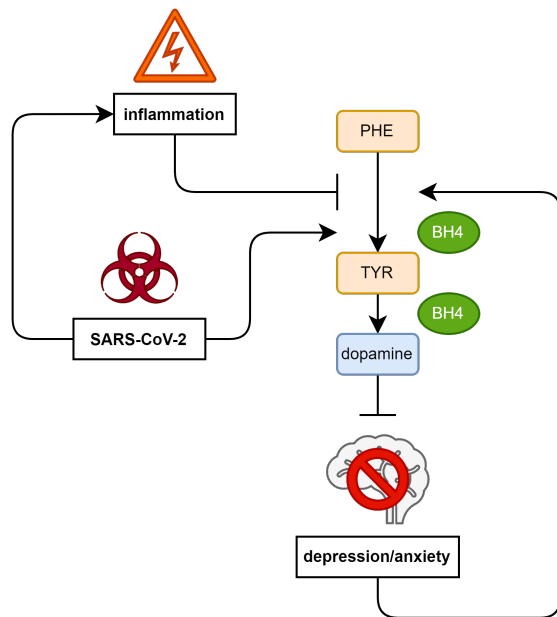 inflammation
PHE
BH4
SARS-CoV-2
TYR
BH4
dopamine
depression/anxiety